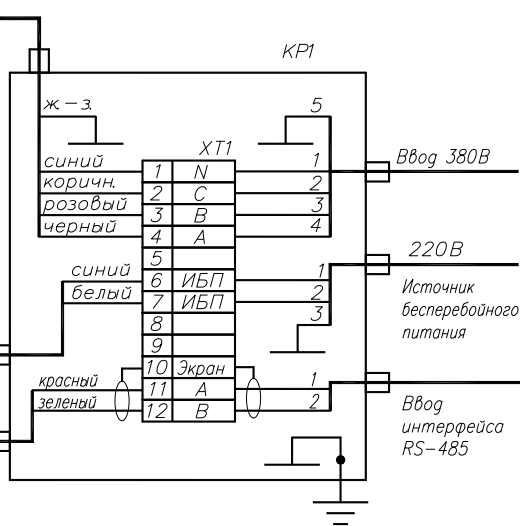 КР1
ж.-з.
5
ХТ1
синий 1 N 1
Ввод 380В
коричн. 2 С 2
розовый 3 В 3
черный 4 А 4
5
220В
синий 6 ИБП 1
белый 7 ИБП 2
Источник
бесперебойного
питания
8
3
9
10 Экран
красный 11 А 1
зеленый 12 В 2
Ввод
интерфейса
RS-485